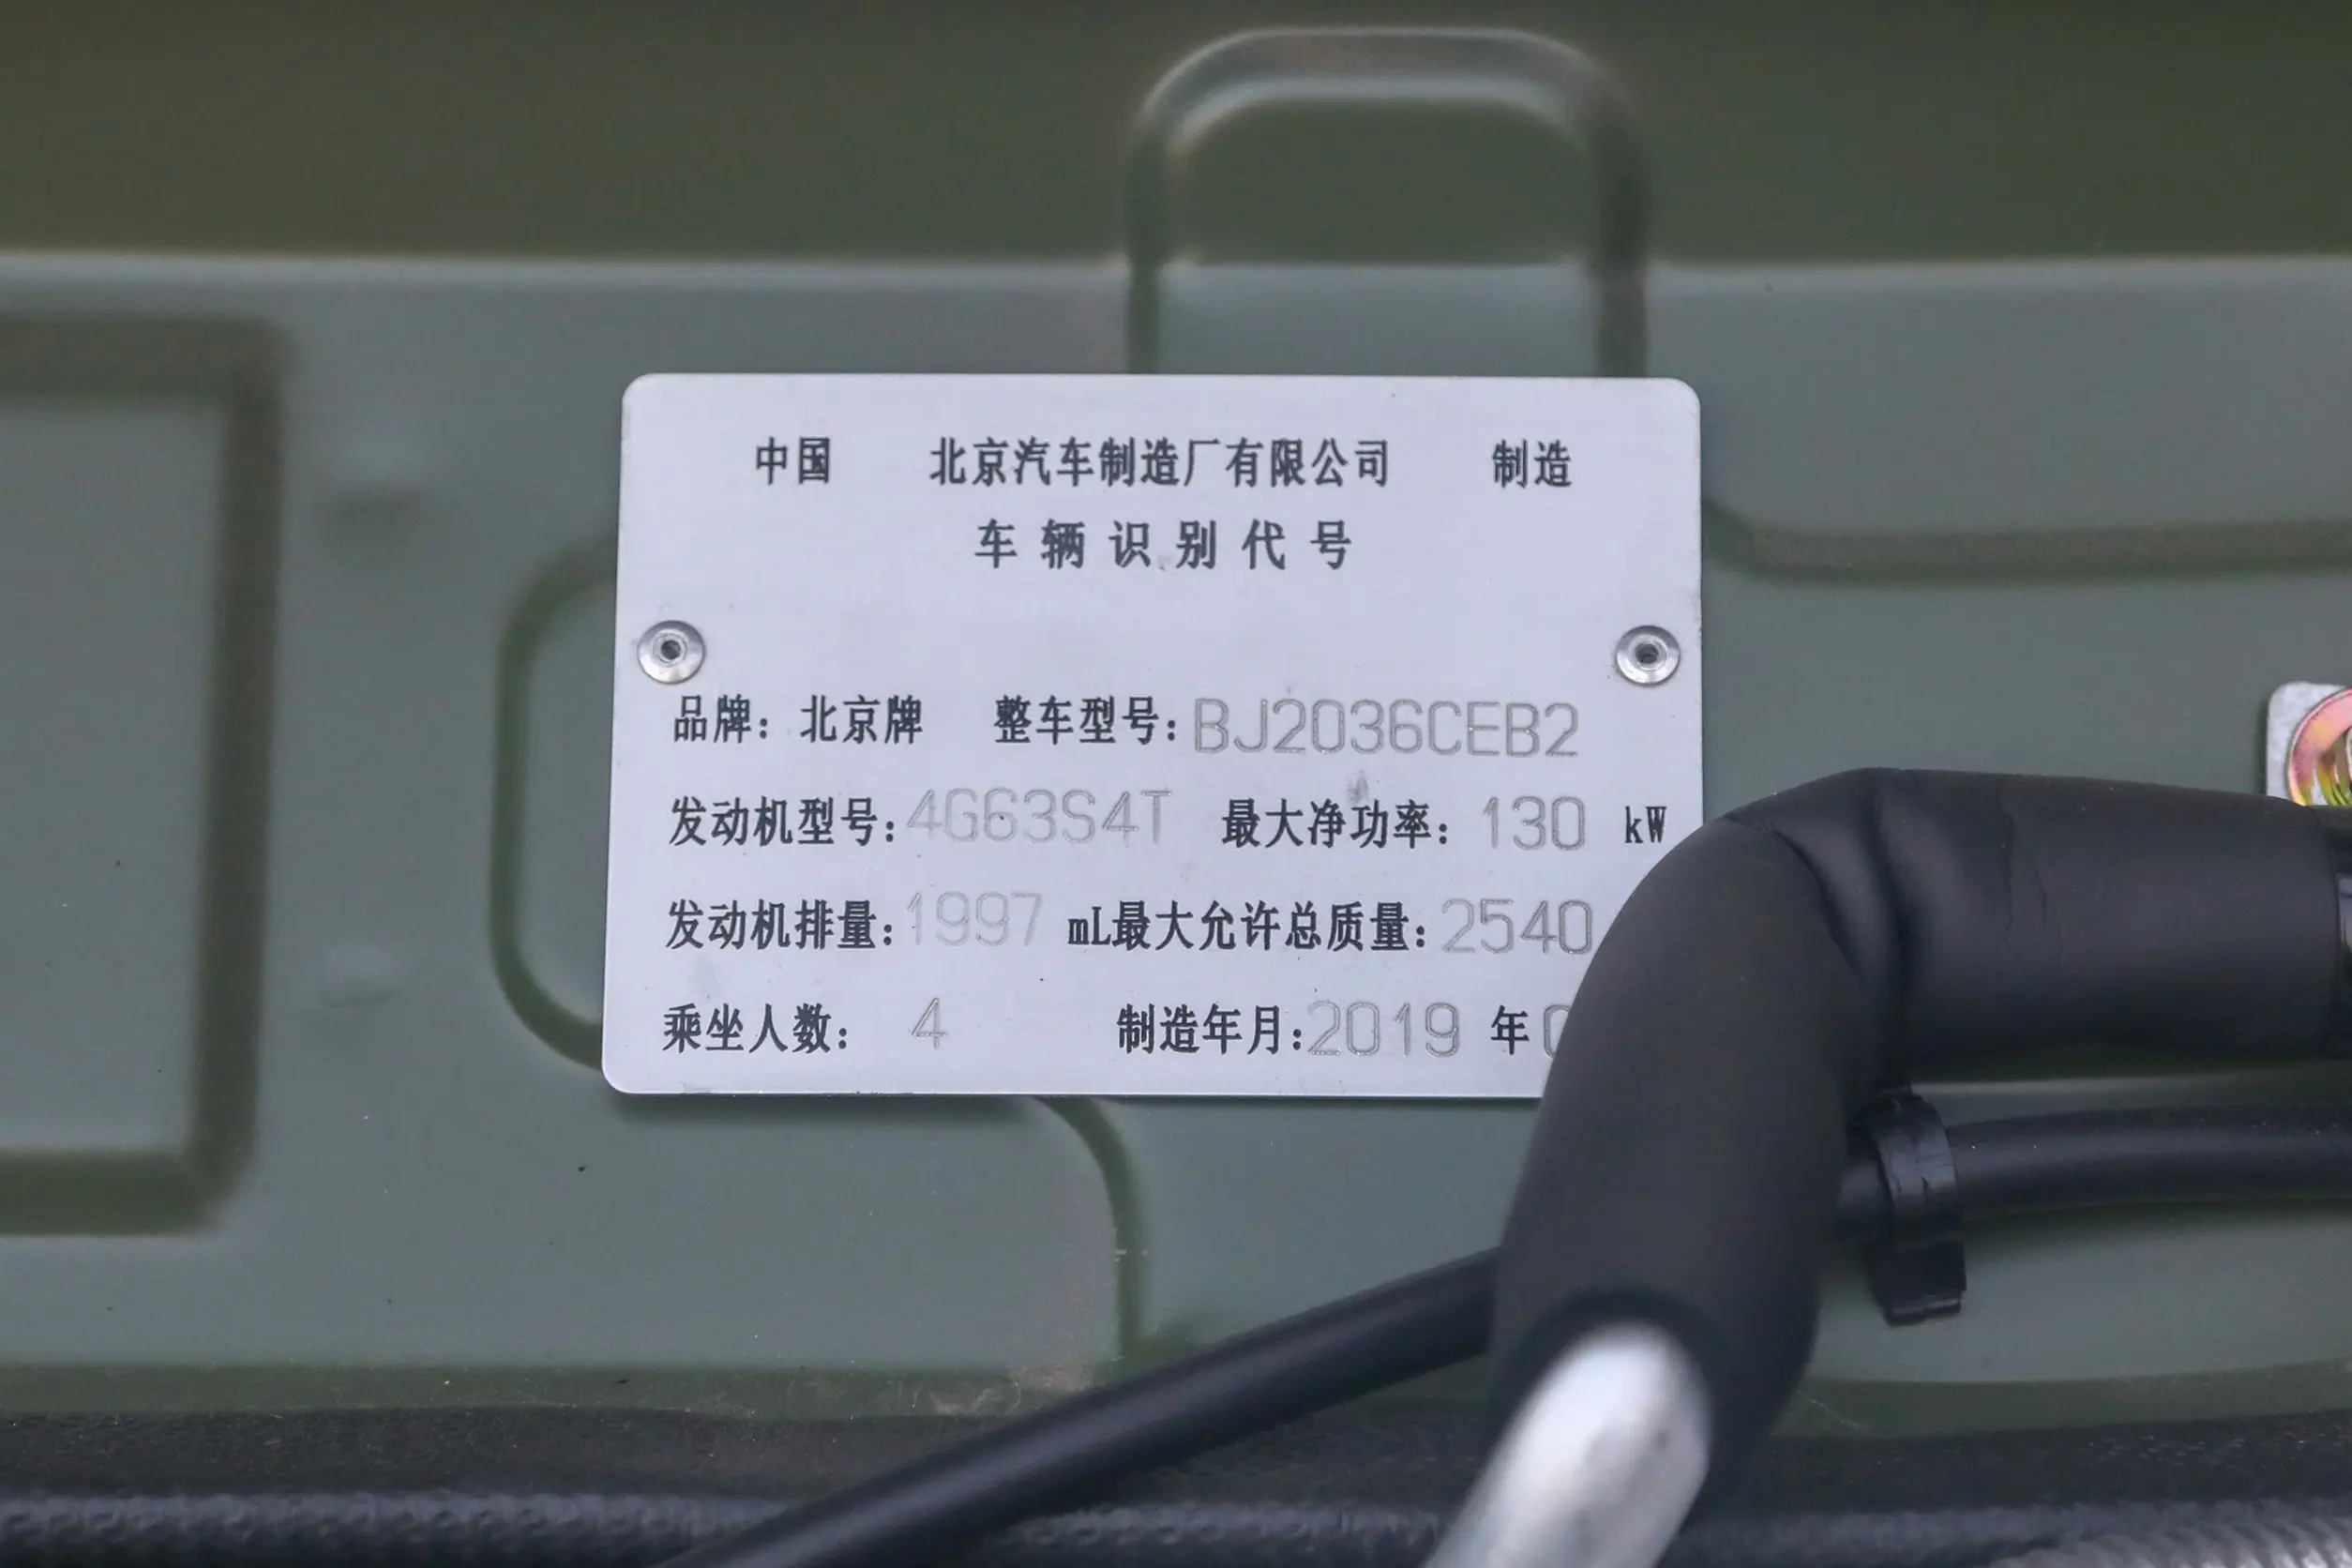 中国 北京汽车制造厂有限公司 制造
车辆识别代号
品牌：北京牌 整车型号：BJ2036CEB2
发动机型号：4G63S4T 最大净功率：130 kW
发动机排量：1997 mL最大允许总质量：2540
乘坐人数：4 制造年月：2019 年